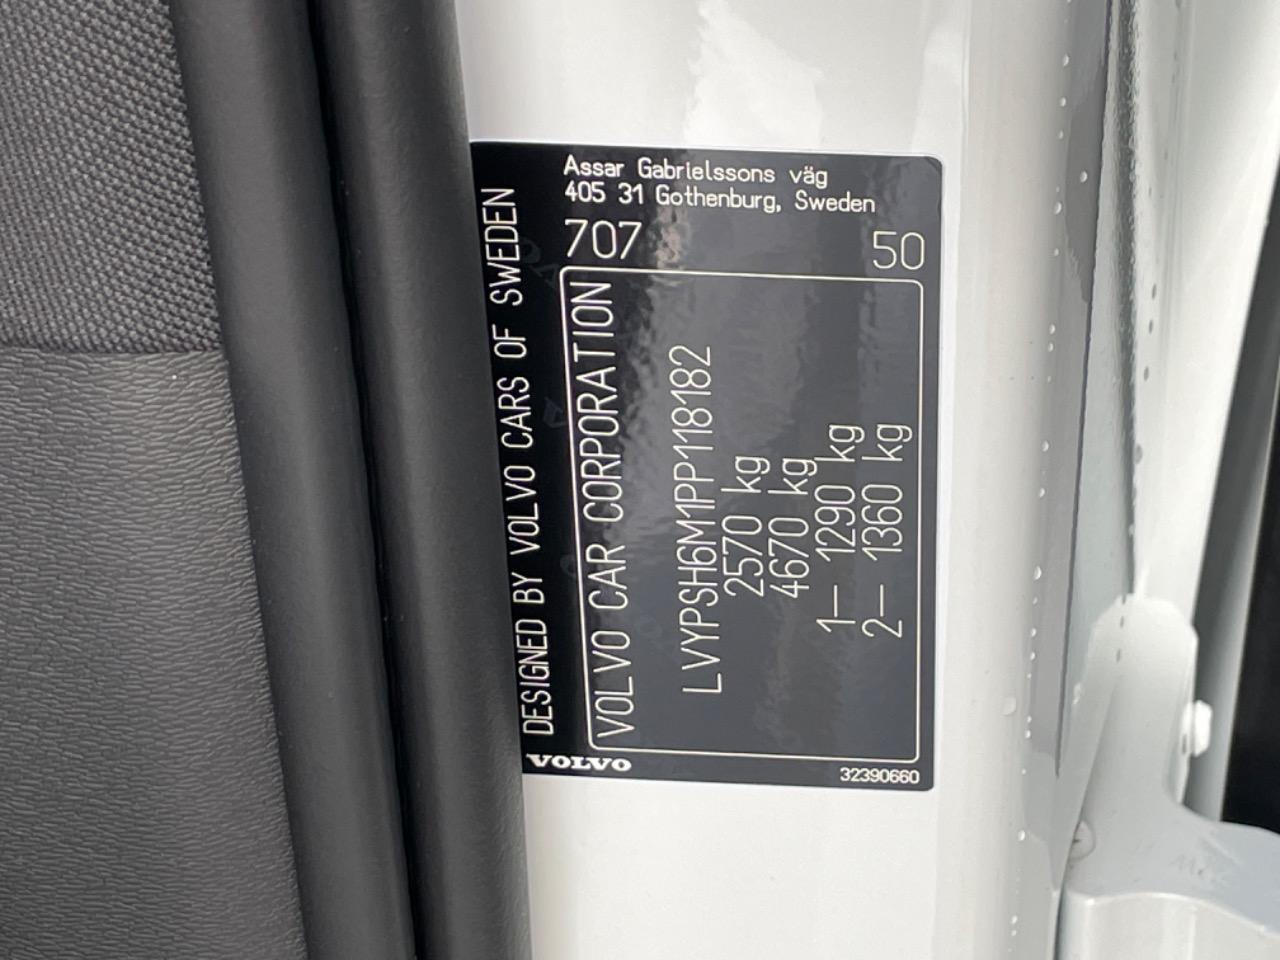 Assar Gabrielssons väg
405 31 Gothenburg, Sweden
707
50
DESIGNED BY VOLVO CARS OF SWEDEN
VOLVO CAR CORPORATION
LVYPSH6M1PP118182
2570 kg
4670 kg
1— 1290 kg
2— 1360 kg
VOLVO
32390660